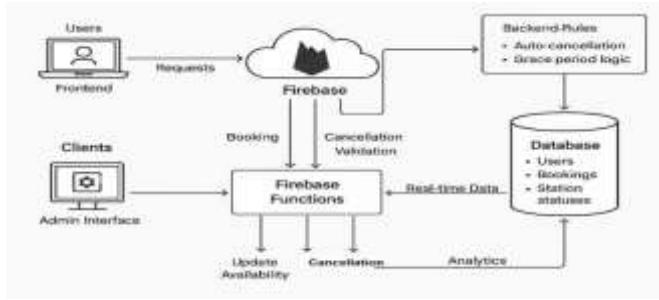 Users
Frontend
Requests
Firebase
Backend-Rules
• Auto-cancellation
• Grace period logic
Booking
Cancellation
Validation
Clients
Admin Interface
Firebase
Functions
Real-time Data
Database
• Users
• Bookings
• Station
statuses
Update
Availability
Cancellation
Analytics